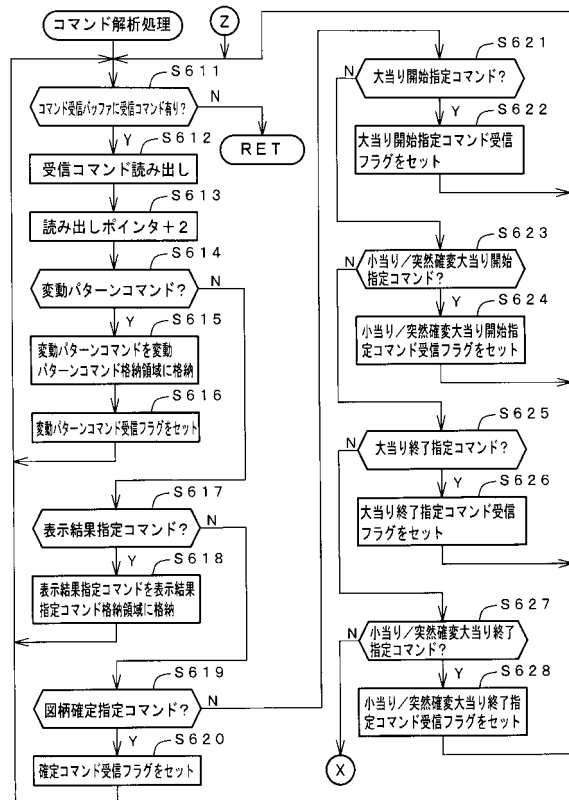 コマンド解析処理
Z
S611
コマンド受信バッファに受信コマンド有り？
N
Y
RET
S612
受信コマンド読み出し
S613
読み出しポインタ＋2
S614
変動パターンコマンド？
N
Y
S615
変動パターンコマンドを変動
パターンコマンド格納領域に格納
S616
変動パターンコマンド受信フラグをセット
S617
表示結果指定コマンド？
N
Y
S618
表示結果指定コマンドを表示結果
指定コマンド格納領域に格納
S619
図柄確定指定コマンド？
N
Y
S620
確定コマンド受信フラグをセット
S621
N
大当り開始指定コマンド？
Y
S622
大当り開始指定コマンド受信
フラグをセット
S623
N
小当り／突然確変大当り開始
指定コマンド？
Y
S624
小当り／突然確変大当り開始指
定コマンド受信フラグをセット
S625
N
大当り終了指定コマンド？
Y
S626
大当り終了指定コマンド受信
フラグをセット
S627
N
小当り／突然確変大当り終了
指定コマンド？
Y
S628
小当り／突然確変大当り終了指
定コマンド受信フラグをセット
X